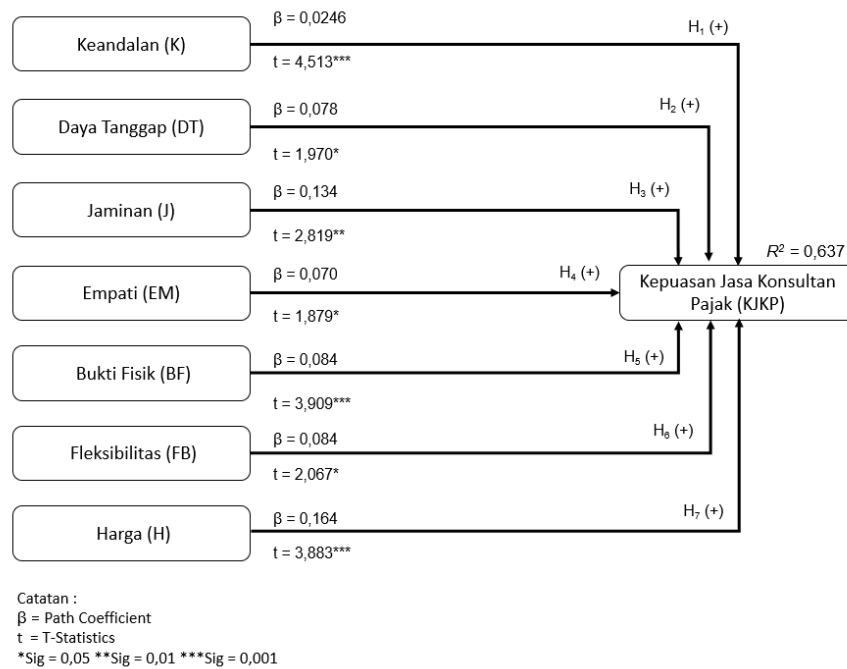 Keandalan (K)
β = 0,0246
t = 4,513***
H₁ (+)
Daya Tanggap (DT)
β = 0,078
t = 1,970*
H₂ (+)
Jaminan (J)
β = 0,134
t = 2,819**
H₃ (+)
Empati (EM)
β = 0,070
t = 1,879*
H₄ (+)
R² = 0,637
Kepuasan Jasa Konsultan
Pajak (KJKP)
Bukti Fisik (BF)
β = 0,084
t = 3,909***
H₅ (+)
Fleksibilitas (FB)
β = 0,084
t = 2,067*
H₆ (+)
Harga (H)
β = 0,164
t = 3,883***
H₇ (+)
Catatan :
β = Path Coefficient
t = T-Statistics
*Sig = 0,05 **Sig = 0,01 ***Sig = 0,001